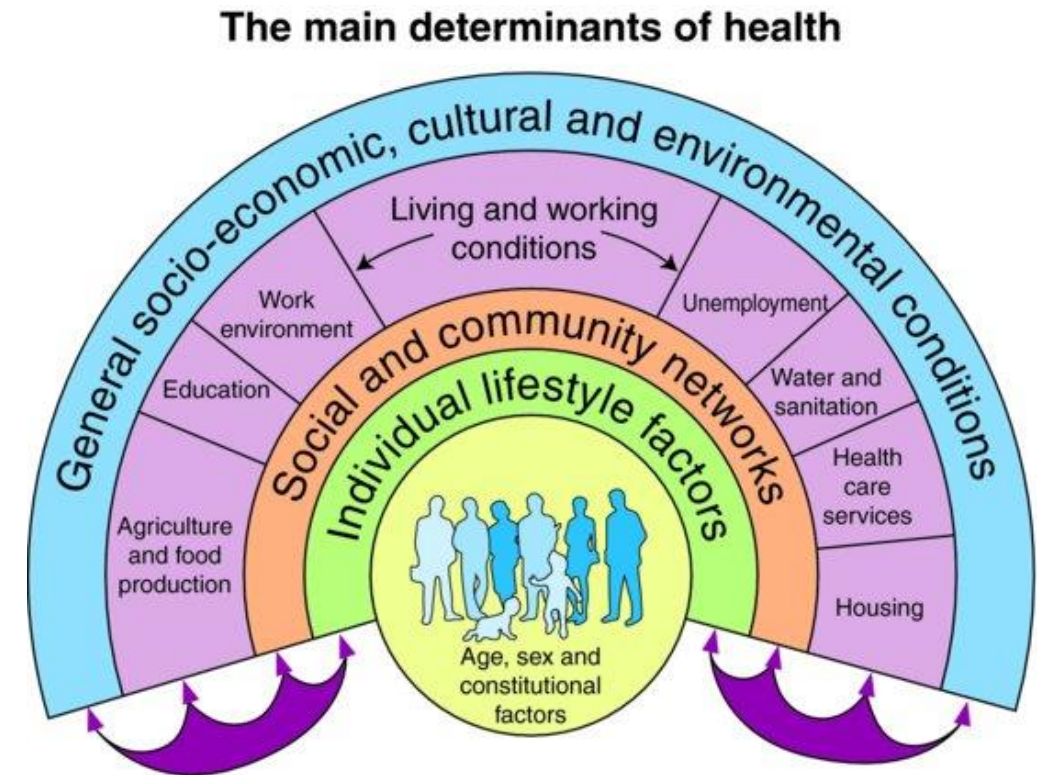 The main determinants of health
General socio-economic, cultural and environmental conditions
Living and working
conditions
Work
environment
Education
Agriculture
and food
production
Unemployment
Water and
sanitation
Health
care
services
Housing
Social and community networks
Individual lifestyle factors
Age, sex and
constitutional
factors